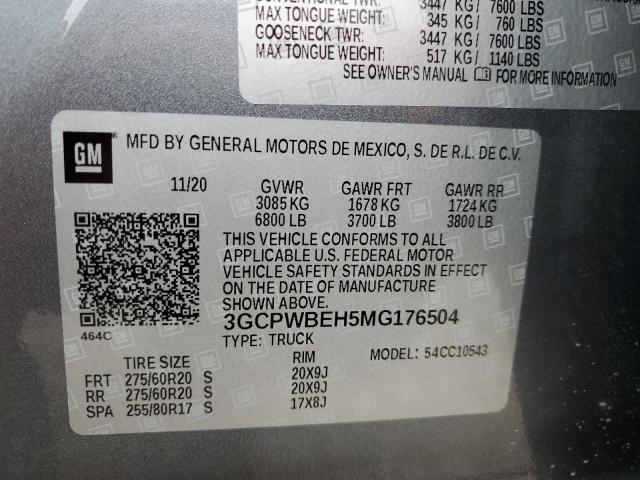 3447 KG/ 7600 LBS
MAX TONGUE WEIGHT: 345 KG/ 760 LBS
GOOSENECK TWR: 3447 KG/ 7600 LBS
MAX TONGUE WEIGHT: 517 KG/ 1140 LBS
SEE OWNER'S MANUAL FOR MORE INFORMATION
GM MFD BY GENERAL MOTORS DE MEXICO, S. DE R.L. DE C.V.
11/20 GVWR GAWR FRT GAWR RR
3085 KG 1678 KG 1724 KG
6800 LB 3700 LB 3800 LB
THIS VEHICLE CONFORMS TO ALL
APPLICABLE U.S. FEDERAL MOTOR
VEHICLE SAFETY STANDARDS IN EFFECT
ON THE DATE OF MANUFACTURE
SHOWN ABOVE
3GCPWBEH5MG176504
464C
TYPE: TRUCK MODEL: 54CC10543
TIRE SIZE RIM
FRT 275/60R20 S 20X9J
RR 275/60R20 S 20X9J
SPA 255/80R17 S 17X8J